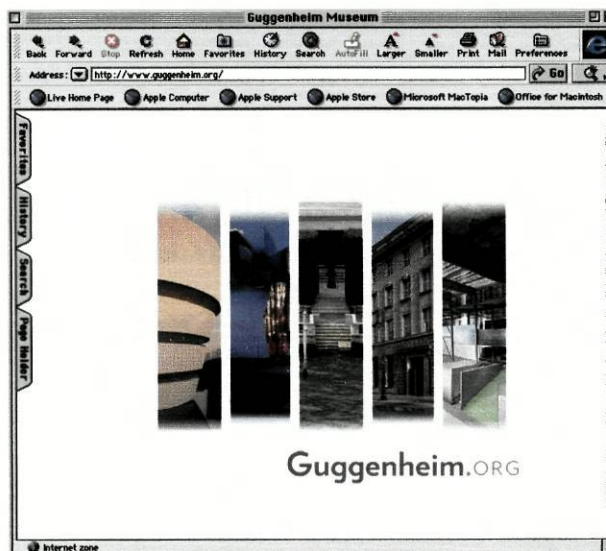 Guggenheim Museum
Back Forward Stop Refresh Home Favorites History Search AutoFill Larger Smaller Print Mail Preferences
Address: http://www.guggenheim.org/ Go
Live Home Page Apple Computer Apple Support Apple Store Microsoft MacTopia Office for Macintosh
Favorites
History
Search
Page Holder
Guggenheim.ORG
Internet zone